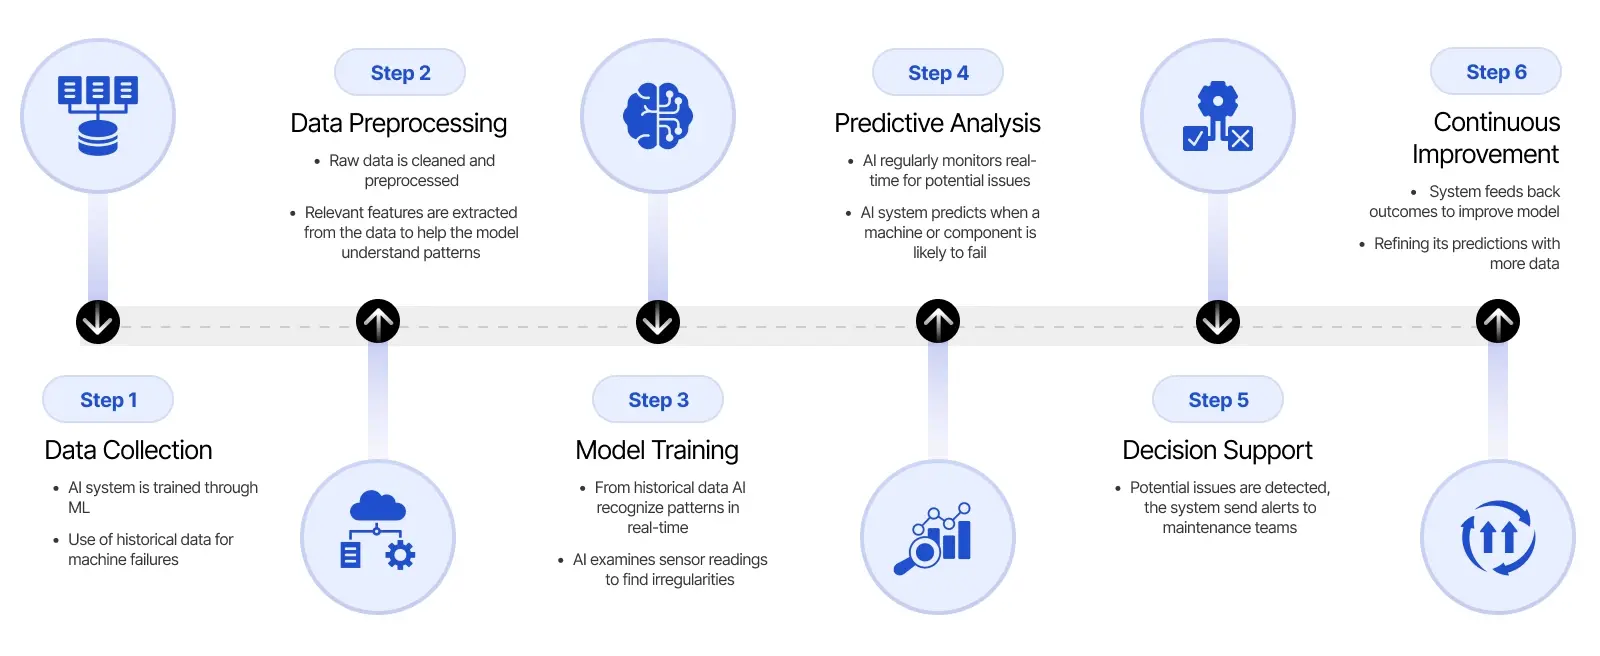 Step 1
Data Collection
• AI system is trained through
ML
• Use of historical data for
machine failures
Step 2
Data Preprocessing
• Raw data is cleaned and
preprocessed
• Relevant features are extracted
from the data to help the model
understand patterns
Step 3
Model Training
• From historical data AI
recognize patterns in
real-time
• AI examines sensor readings
to find irregularities
Step 4
Predictive Analysis
• AI regularly monitors real-
time for potential issues
• AI system predicts when a
machine or component is
likely to fail
Step 5
Decision Support
• Potential issues are detected,
the system send alerts to
maintenance teams
Step 6
Continuous
Improvement
• System feeds back
outcomes to improve model
• Refining its predictions with
more data